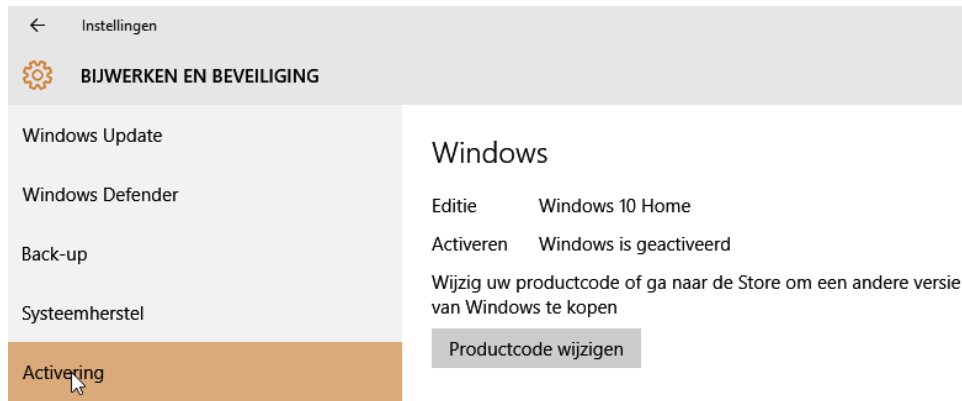 Instellingen
BIJWERKEN EN BEVEILIGING
Windows Update
Windows Defender
Back-up
Systeemherstel
Activering
Windows
Editie Windows 10 Home
Activeren Windows is geactiveerd
Wijzig uw productcode of ga naar de Store om een andere versie
van Windows te kopen
Productcode wijzigen